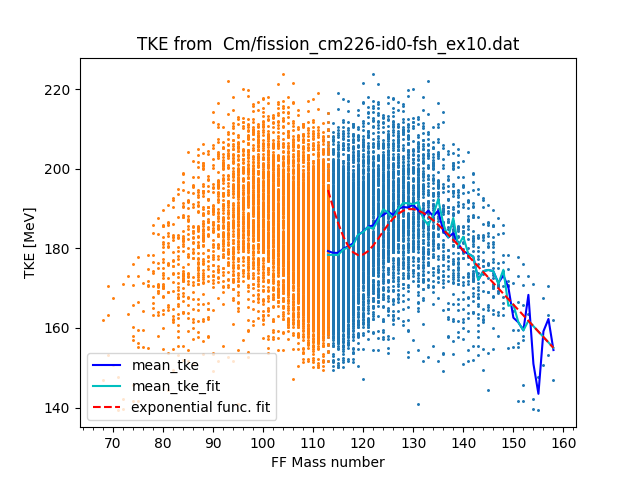 TKE from  Cm/fission_cm226-id0-fsh_ex10.dat
TKE [MeV]
220
200
180
160
140
mean_tke
mean_tke_fit
exponential func. fit
70 80 90 100 110 120 130 140 150 160
FF Mass number